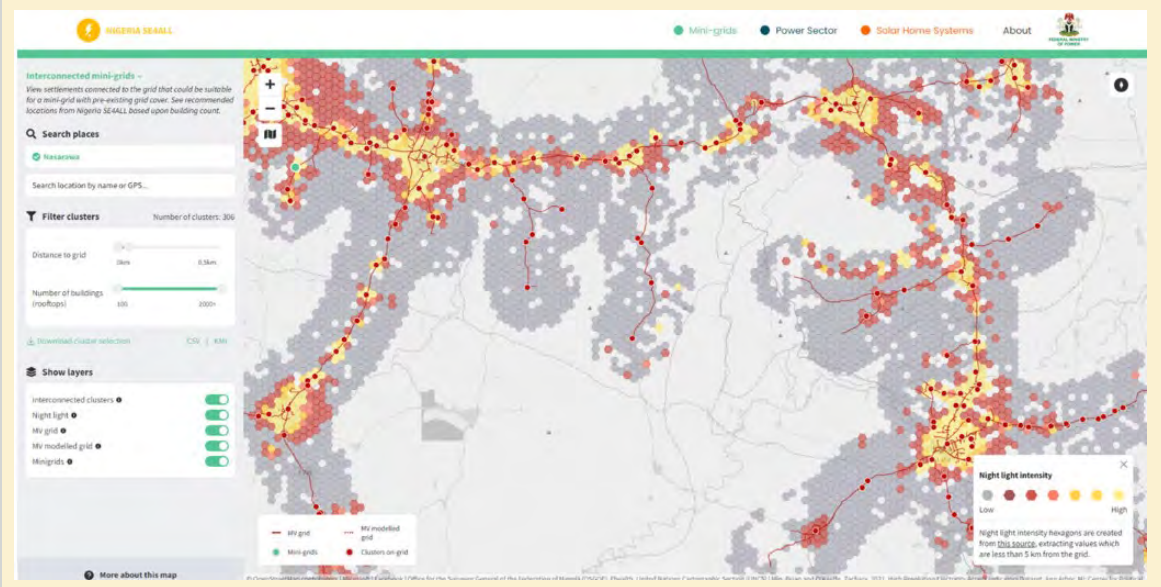 NIGERIA SE4ALL
Mini-grids
Power Sector
Solar Home Systems
About
FEDERAL MINISTRY
OF POWER
Interconnected mini-grids
View settlements connected to the grid that could be suitable
for a mini-grid with pre-existing grid cover. See recommended
locations from Nigeria SE4ALL based upon building count.
Search places
Nasarawa
Search location by name or GPS...
Filter clusters
Number of clusters: 306
Distance to grid
0km
0.5km
Number of buildings
(rooftops)
100
1000+
Download cluster selection
CSV | KML
Show layers
Interconnected clusters
Night light
MV grid
MV modelled grid
Minigrids
More about this map
MV grid
MV modelled
grid
Mini-grids
Clusters on grid
Night light intensity
Low
High
Night light intensity hexagons are created
from this source, extracting values which
are less than 5 km from the grid.